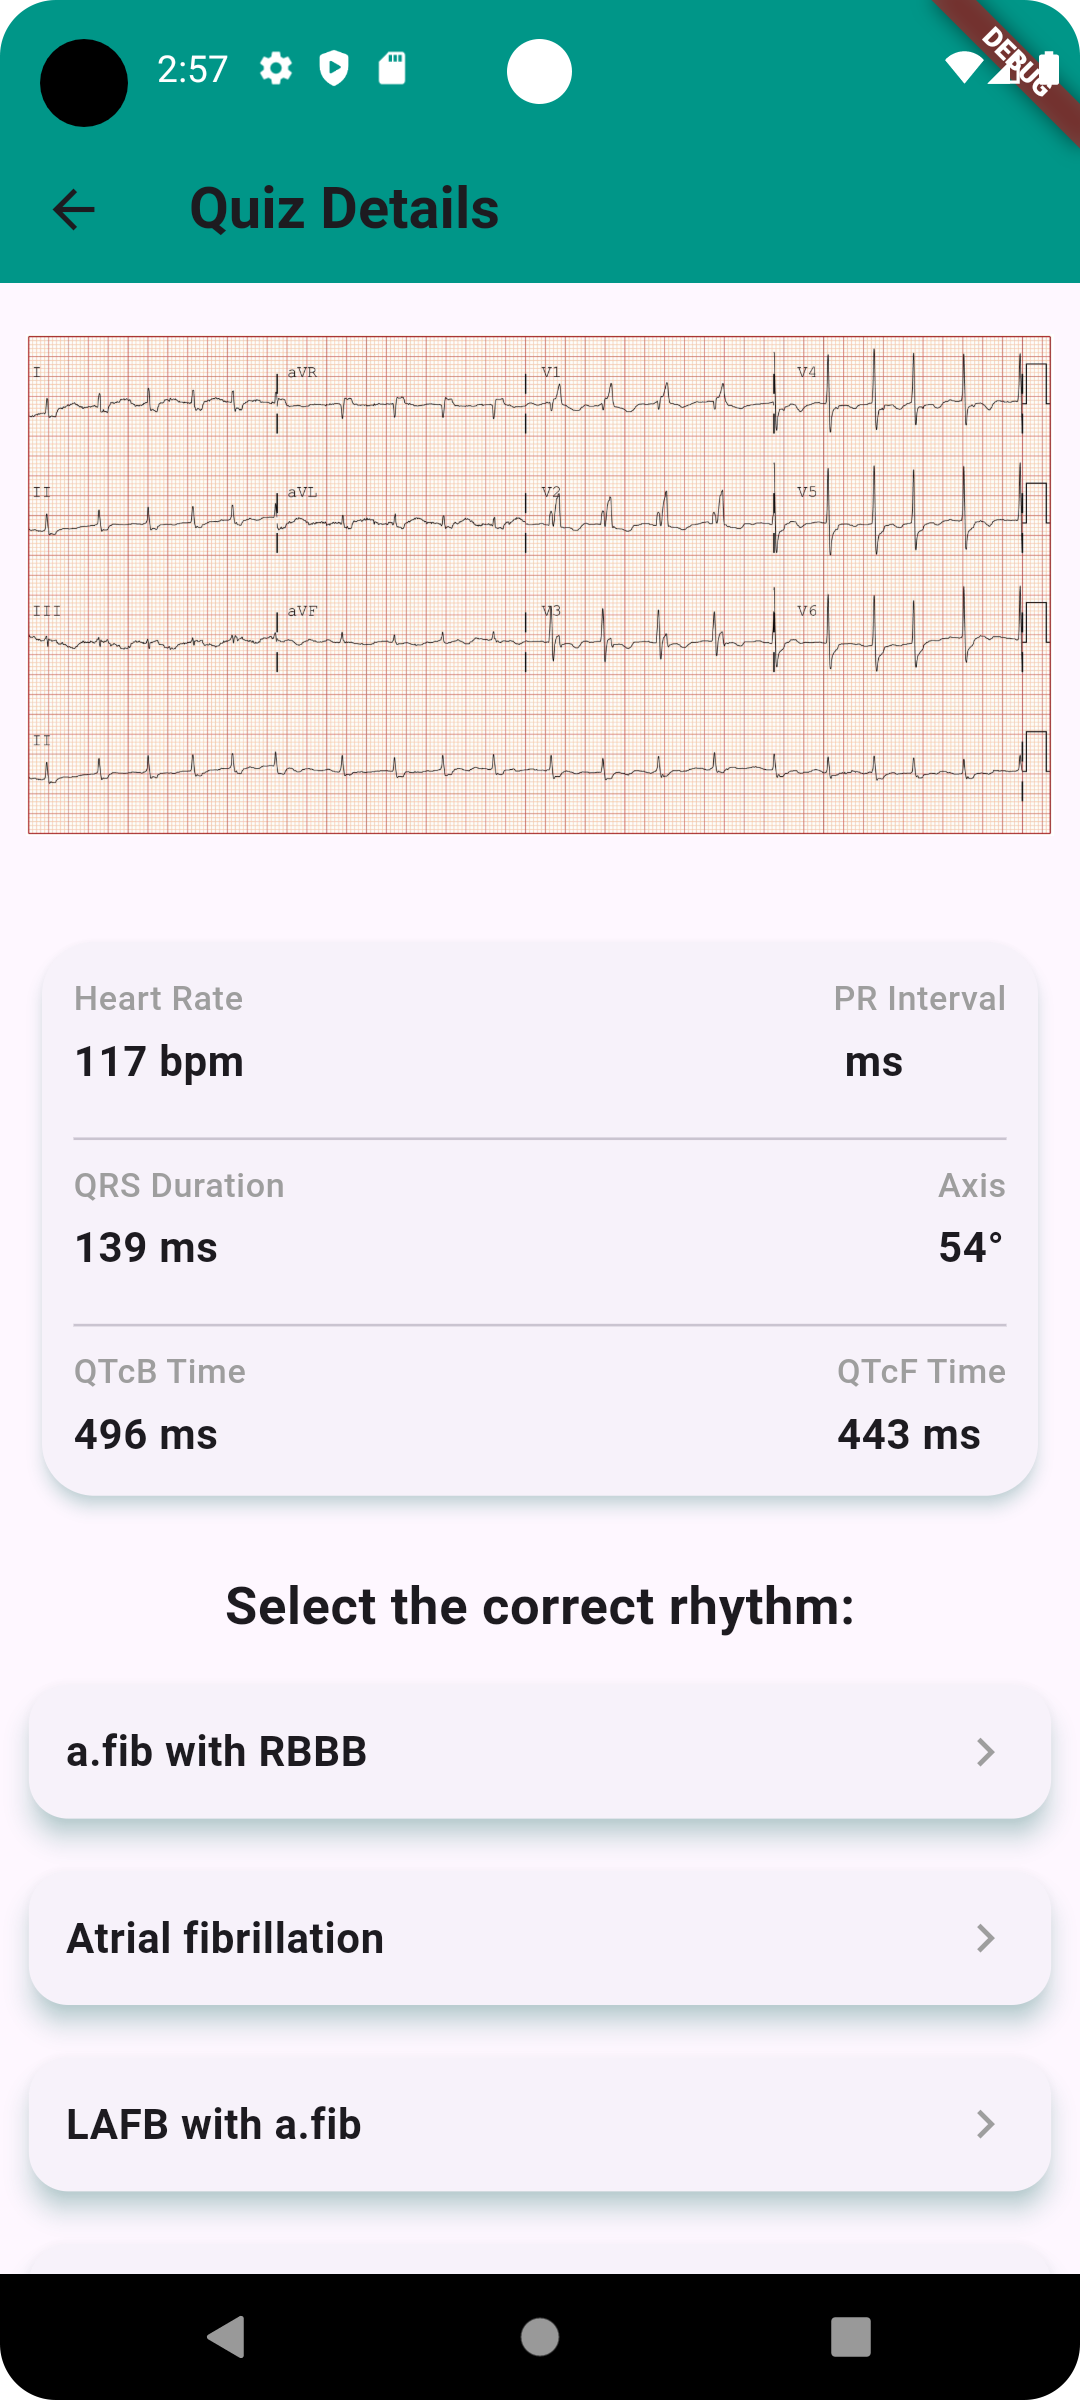 2:57
DEBUG
Quiz Details
I aVR V1 V4
II aVL V2 V5
III aVF V3 V6
II
Heart Rate PR Interval
117 bpm ms
QRS Duration Axis
139 ms 54°
QTcB Time QTcF Time
496 ms 443 ms
Select the correct rhythm:
a.fib with RBBB
Atrial fibrillation
LAFB with a.fib